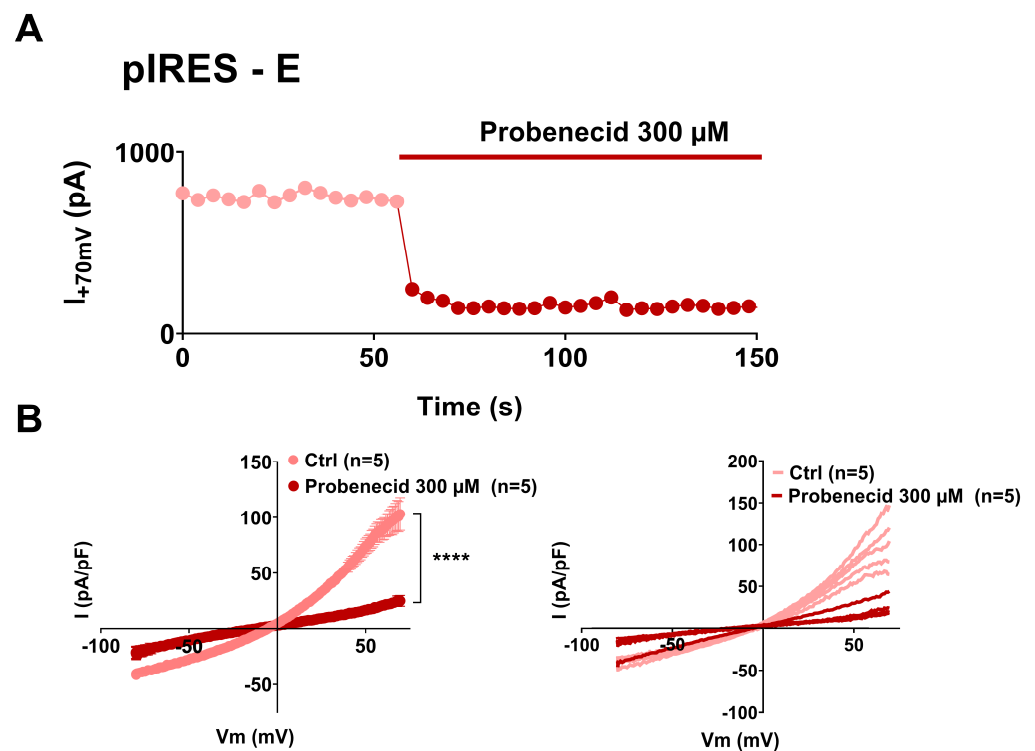 A
pIRES - E
Probenecid 300 µM
1000
I+70mV (pA)
0
0 50 100 150
Time (s)
B
150
100
50
-50
-100 -50 50
I (pA/pF)
Vm (mV)
Ctrl (n=5)
Probenecid 300 µM (n=5)
****
200
150
100
50
-50
-100
-100 -50 50
I (pA/pF)
Vm (mV)
Ctrl (n=5)
Probenecid 300 µM (n=5)